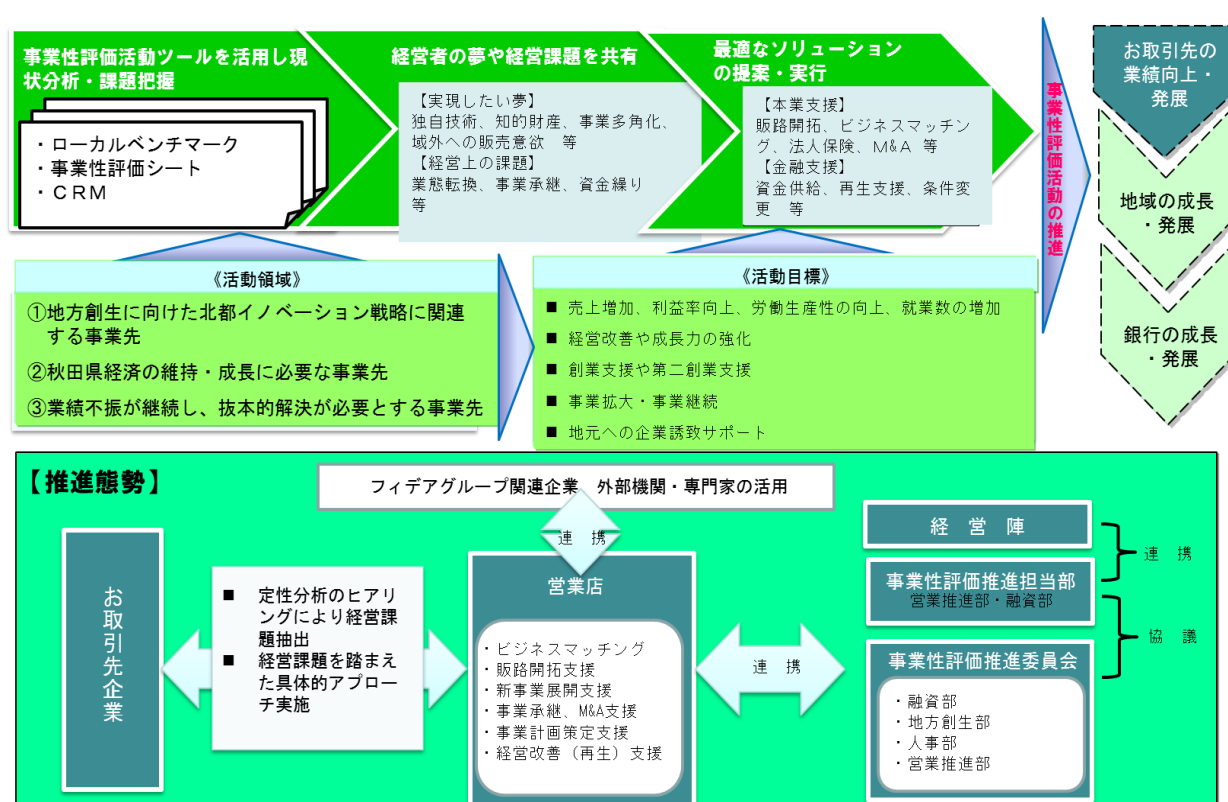 事業性評価活動ツールを活用し現
状分析・課題把握
・ローカルベンチマーク
・事業性評価シート
・ＣＲＭ
経営者の夢や経営課題を共有
【実現したい夢】
独自技術、知的財産、事業多角化、
域外への販売意欲　等
【経営上の課題】
業態転換、事業承継、資金繰り
等
最適なソリューション
の提案・実行
【本業支援】
販路開拓、ビジネスマッチン
グ、法人保険、M&A 等
【金融支援】
資金供給、再生支援、条件変
更　等
事業性評価活動の推進
お取引先の
業績向上・
発展
地域の成長
・発展
銀行の成長
・発展
《活動領域》
①地方創生に向けた北都イノベーション戦略に関連
する事業先
②秋田県経済の維持・成長に必要な事業先
③業績不振が継続し、抜本的解決が必要とする事業先
《活動目標》
■ 売上増加、利益率向上、労働生産性の向上、就業数の増加
■ 経営改善や成長力の強化
■ 創業支援や第二創業支援
■ 事業拡大・事業継続
■ 地元への企業誘致サポート
【推進態勢】
フィデアグループ関連企業　外部機関・専門家の活用
連　携
お取引先企業
■ 定性分析のヒアリ
ングにより経営課
題抽出
■ 経営課題を踏まえ
た具体的アプロー
チ実施
営業店
・ビジネスマッチング
・販路開拓支援
・新事業展開支援
・事業承継、M&A支援
・事業計画策定支援
・経営改善（再生）支援
連　携
経　営　陣
事業性評価推進担当部
営業推進部・融資部
事業性評価推進委員会
・融資部
・地方創生部
・人事部
・営業推進部
連　携
協　議